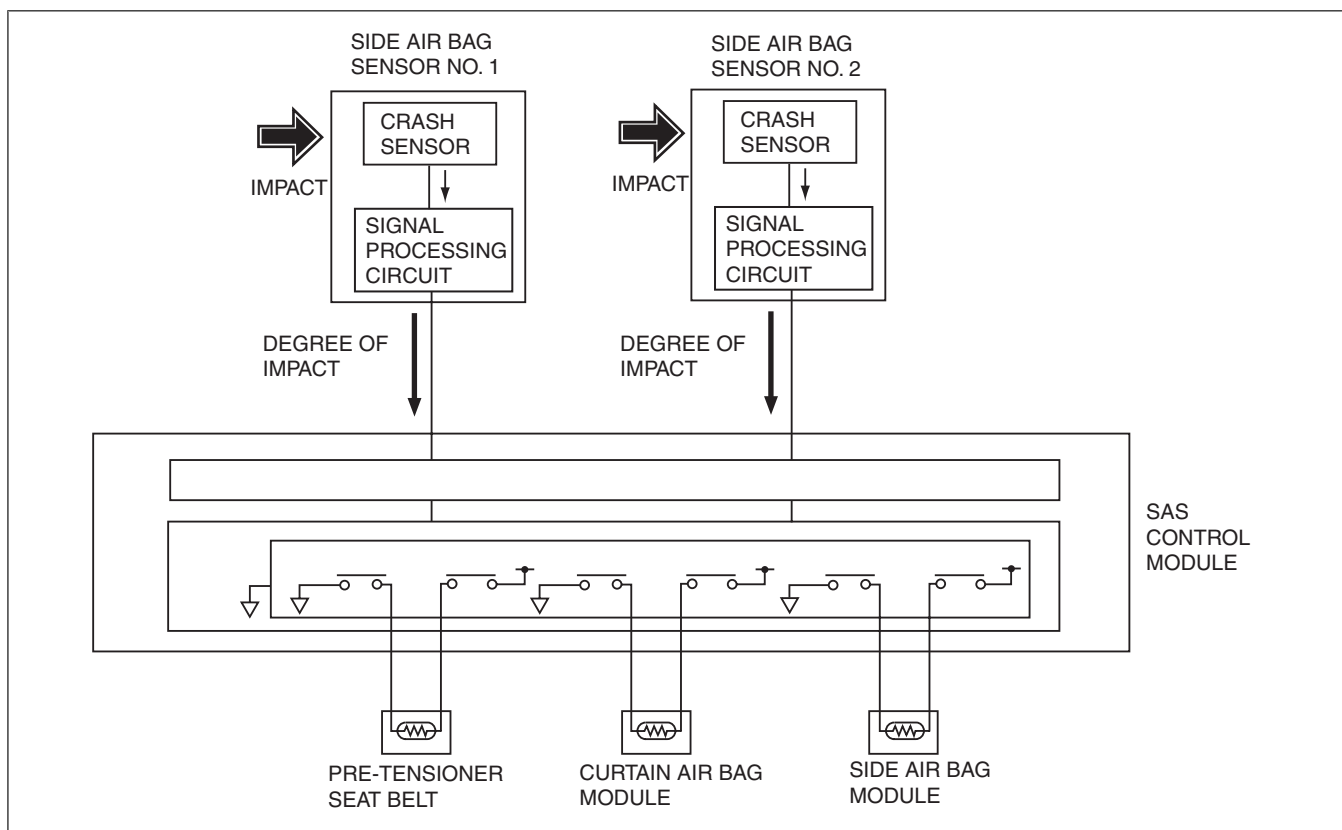 SIDE AIR BAG
SENSOR NO. 1
SIDE AIR BAG
SENSOR NO. 2
CRASH
SENSOR
CRASH
SENSOR
IMPACT
IMPACT
SIGNAL
PROCESSING
CIRCUIT
SIGNAL
PROCESSING
CIRCUIT
DEGREE OF
IMPACT
DEGREE OF
IMPACT
SAS
CONTROL
MODULE
PRE-TENSIONER
SEAT BELT
CURTAIN AIR BAG
MODULE
SIDE AIR BAG
MODULE